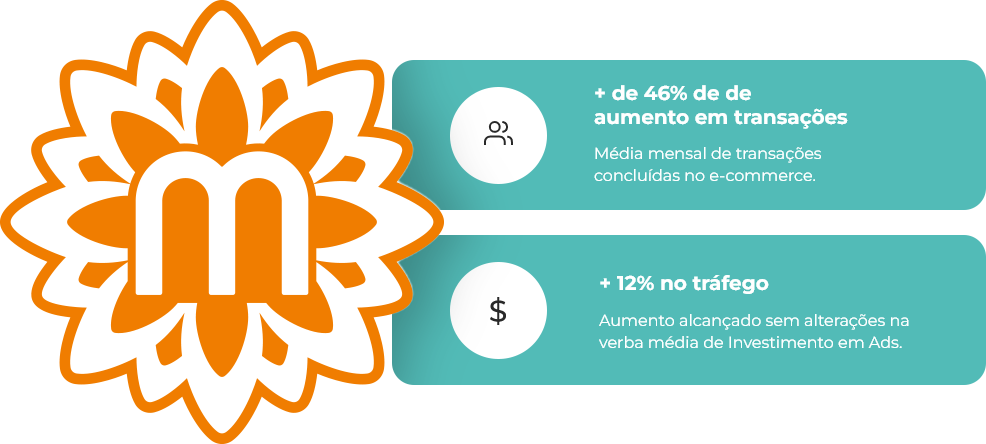 m
+ de 46% de de
aumento em transações
Média mensal de transações
concluídas no e-commerce.
$
+ 12% no tráfego
Aumento alcançado sem alterações na
verba média de Investimento em Ads.